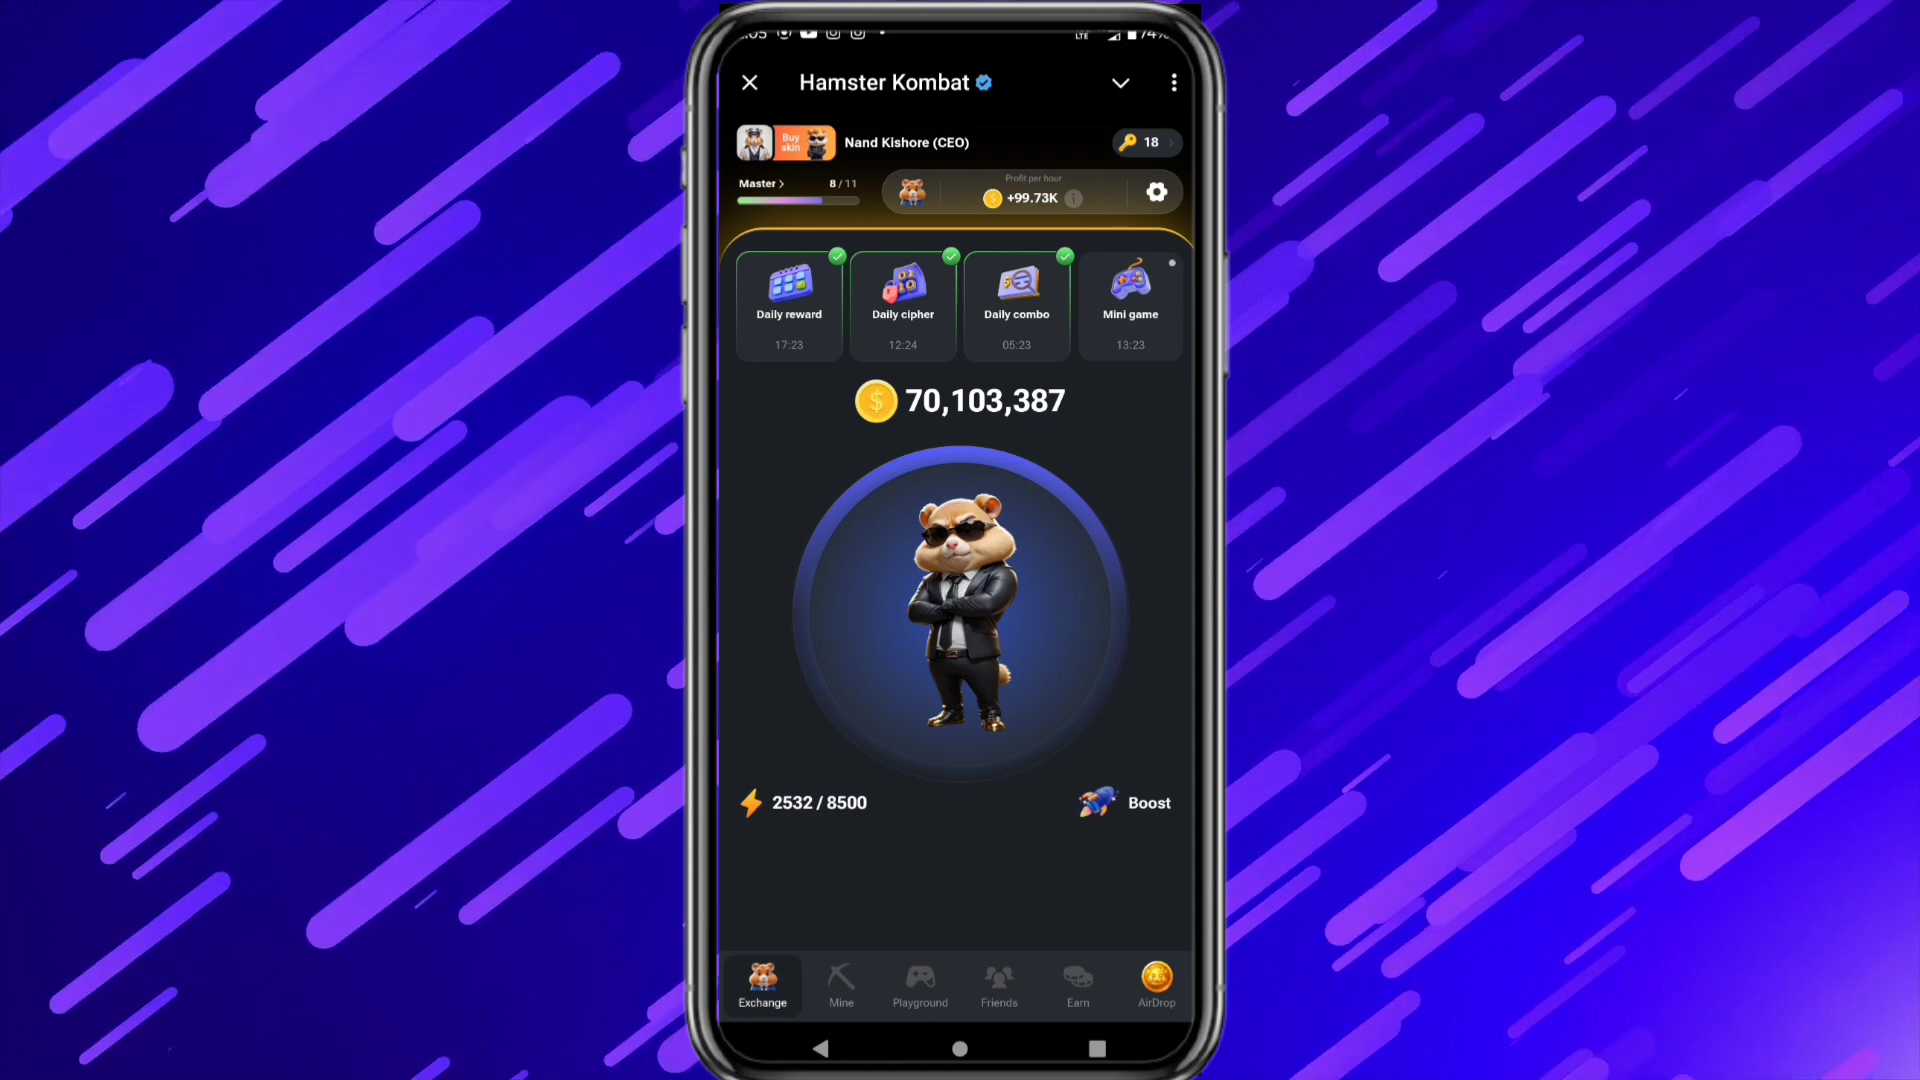 LTE 74%
Hamster Kombat
Buy skin
Nand Kishore (CEO)
18
Master >
8 / 11
Profit per hour
+99.73K
Daily reward
17:23
Daily cipher
12:24
Daily combo
05:23
Mini game
13:23
70,103,387
2532 / 8500
Boost
Exchange
Mine
Playground
Friends
Earn
AirDrop